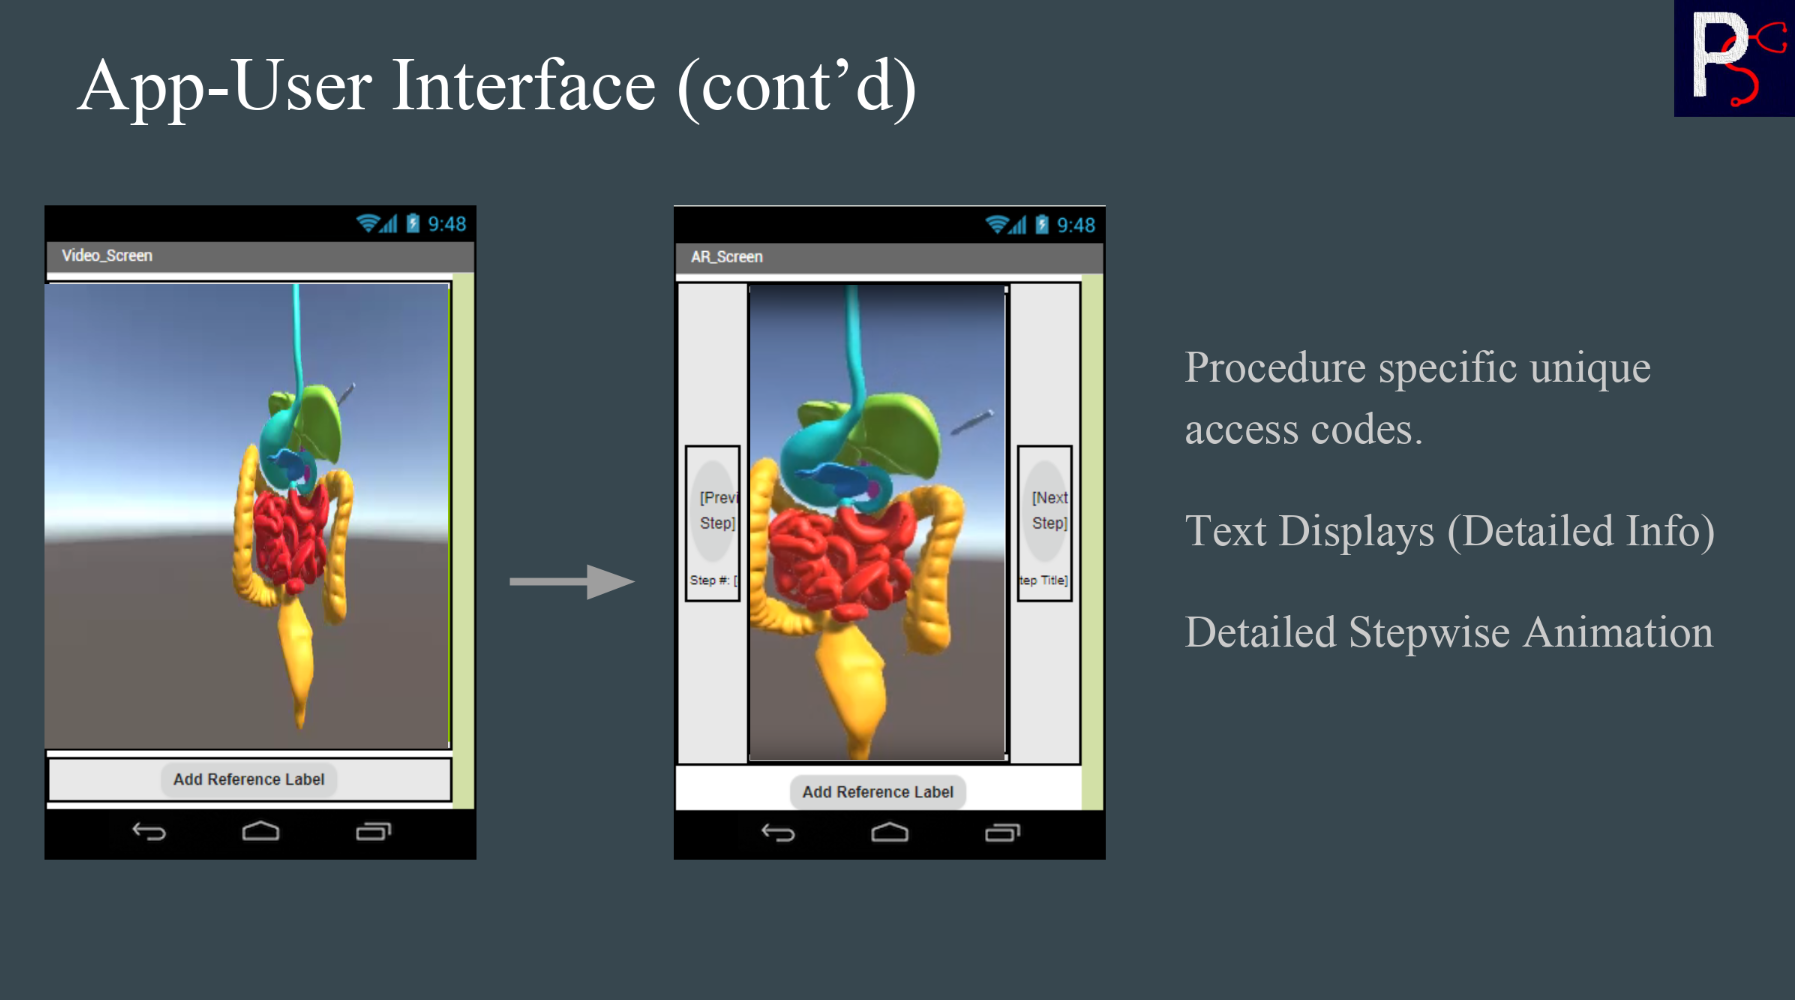 App-User Interface (cont’d)
PS
9:48
Video_Screen
Add Reference Label
9:48
AR_Screen
[Previ
Step]
Step #: [
[Next
Step]
tep Title]
Add Reference Label
Procedure specific unique
access codes.
Text Displays (Detailed Info)
Detailed Stepwise Animation